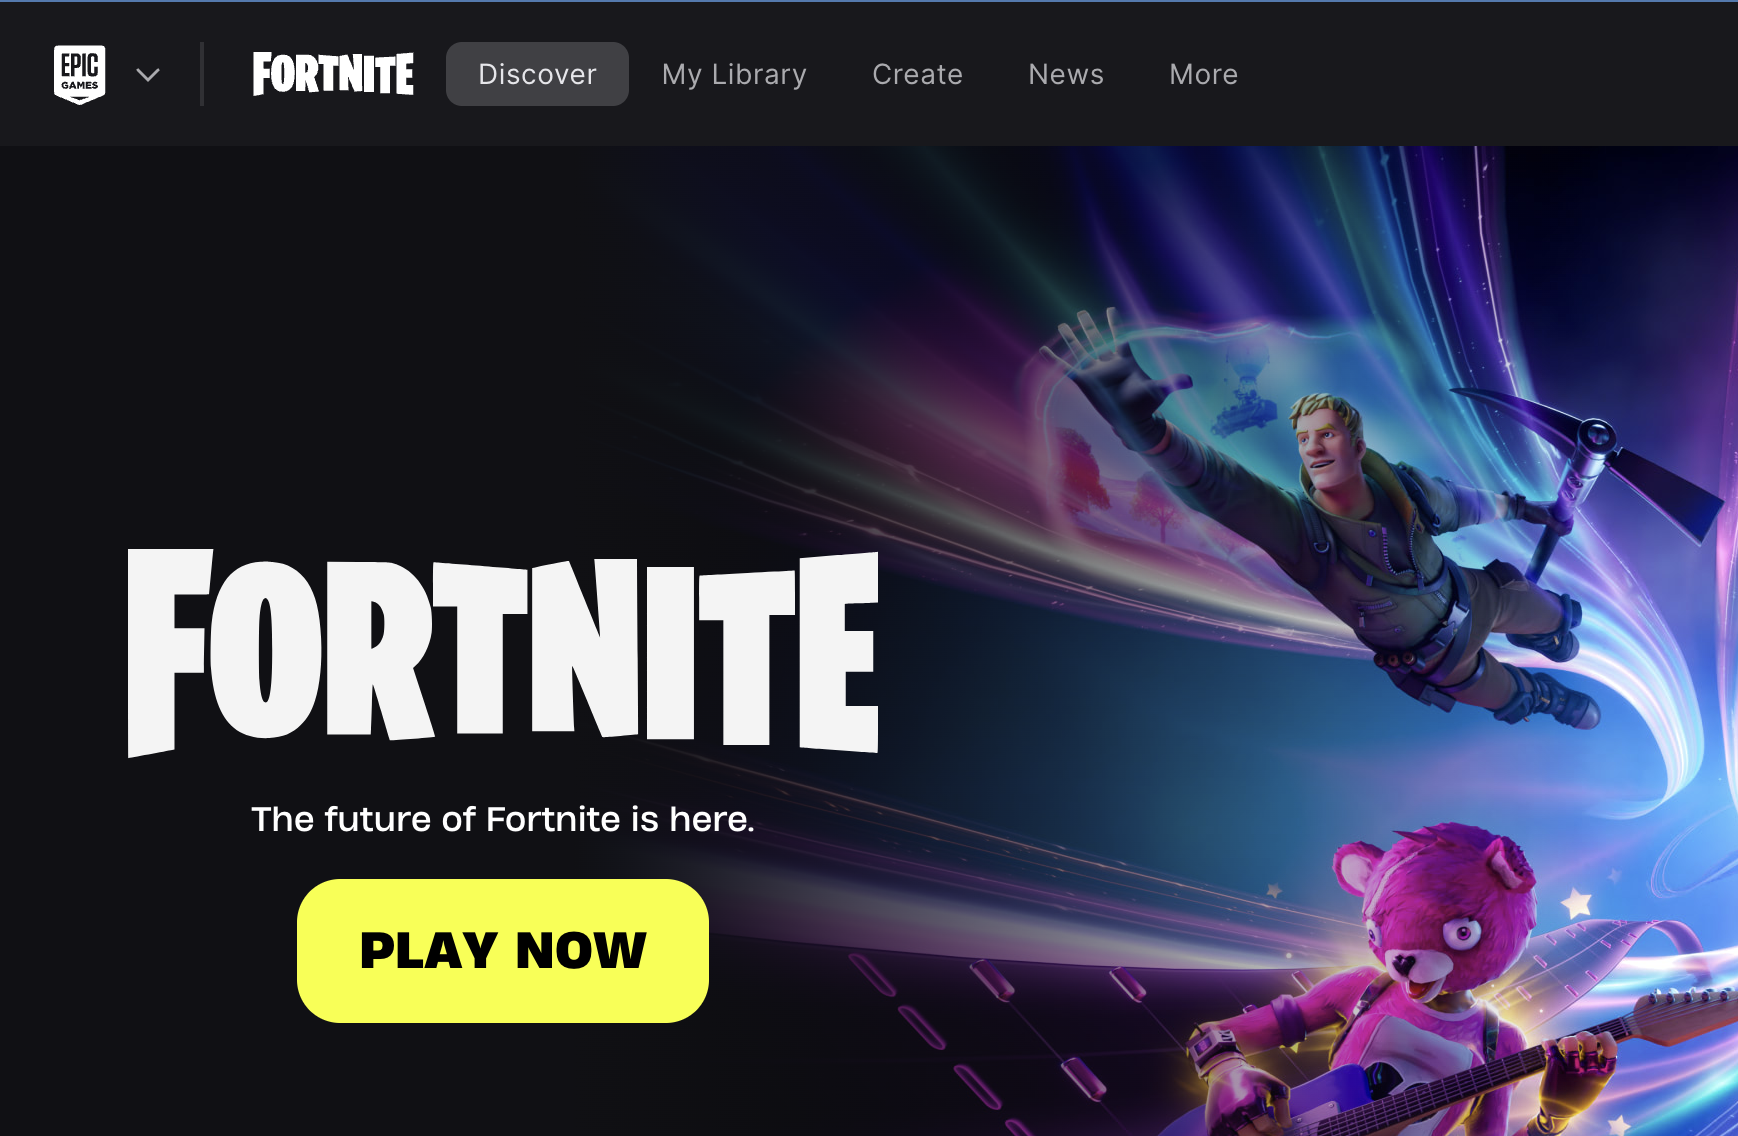 EPIC
GAMES
FORTNITE
Discover
My Library
Create
News
More
FORTNITE
The future of Fortnite is here.
PLAY NOW